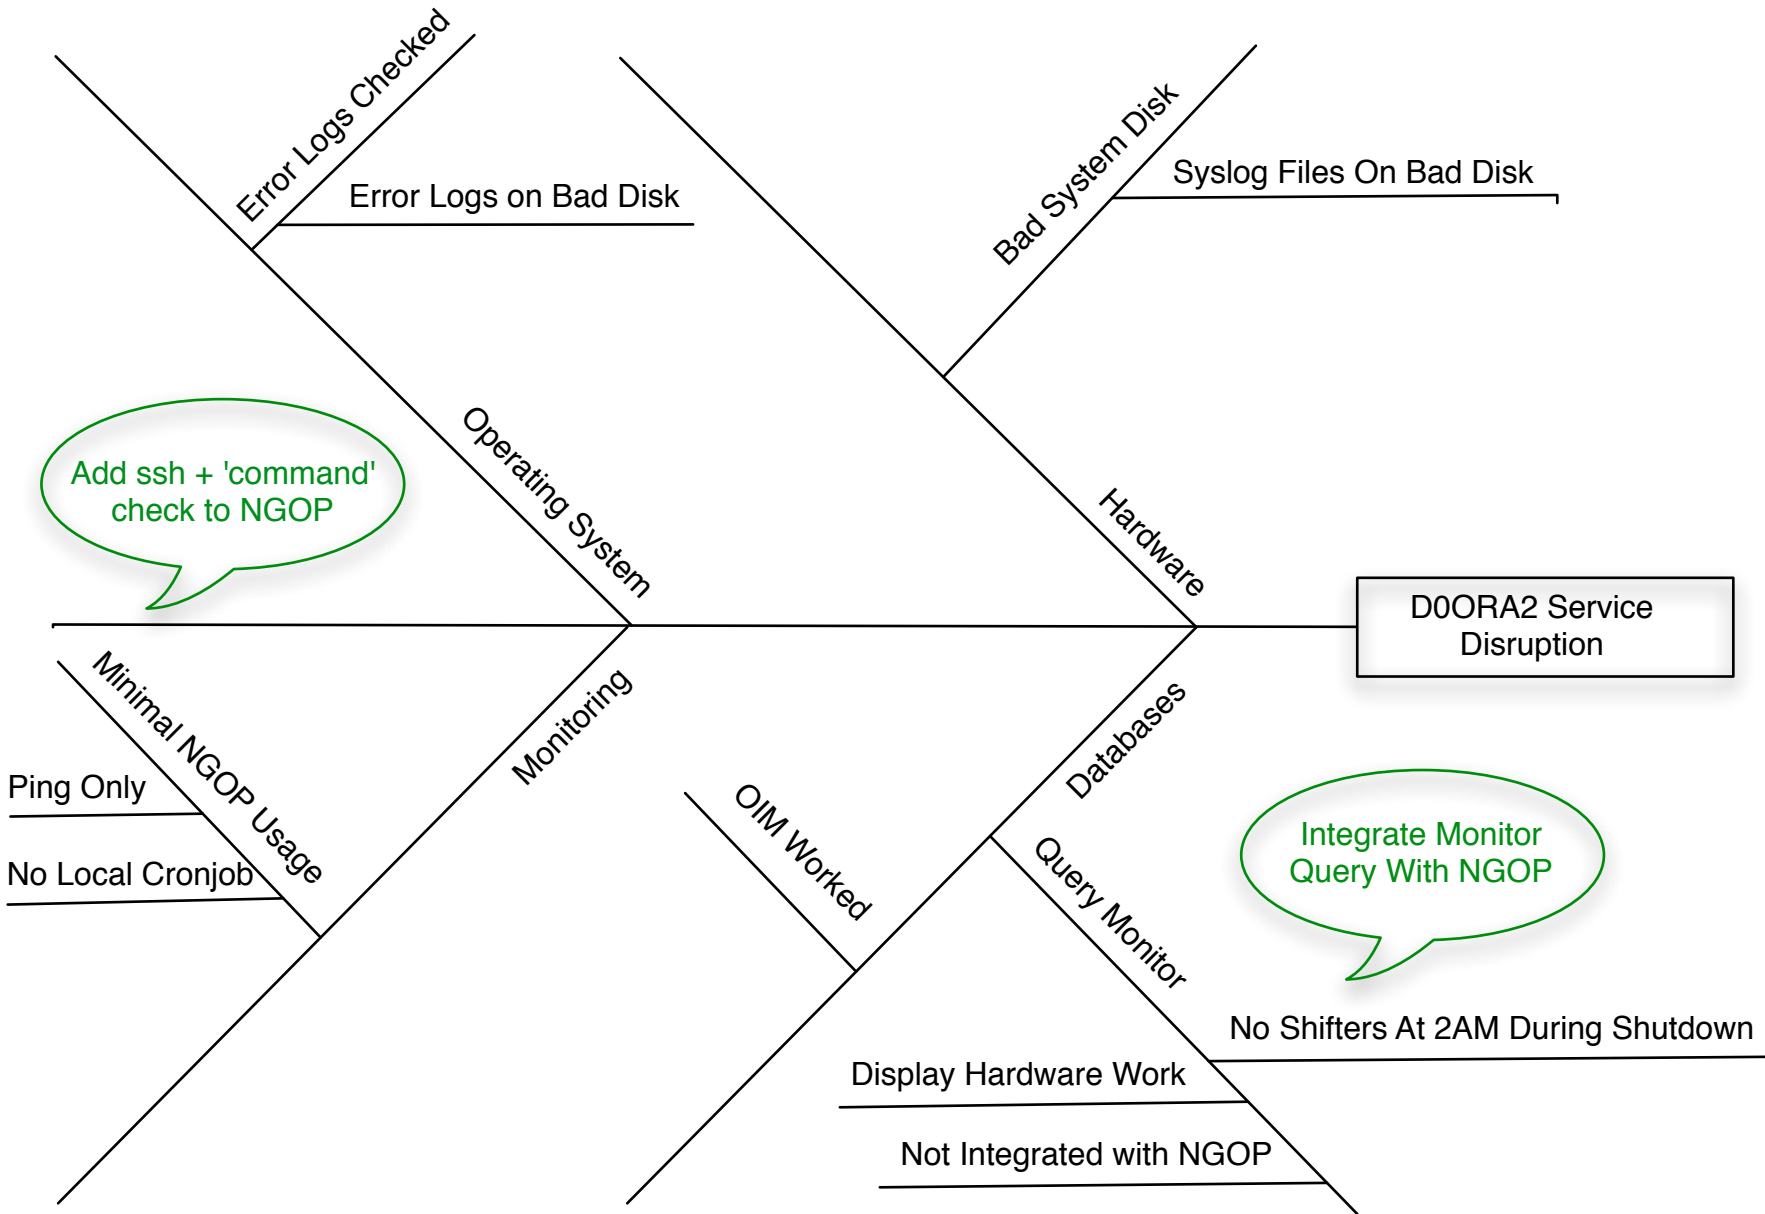 Error Logs Checked
Error Logs on Bad Disk
Bad System Disk
Syslog Files On Bad Disk
Operating System
Hardware
Add ssh + 'command'
check to NGOP
D0ORA2 Service
Disruption
Minimal NGOP Usage
Monitoring
Databases
Ping Only
No Local Cronjob
OIM Worked
Query Monitor
Integrate Monitor
Query With NGOP
No Shifters At 2AM During Shutdown
Display Hardware Work
Not Integrated with NGOP